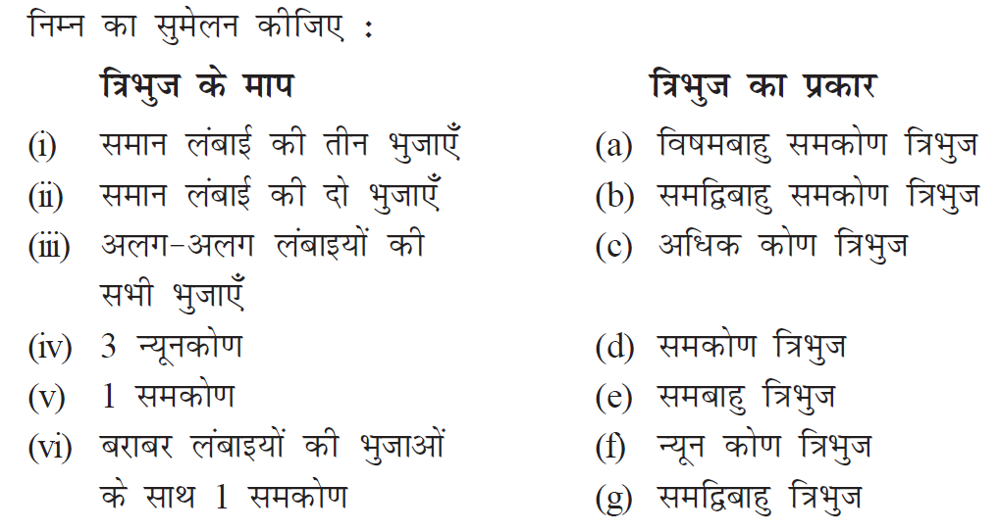 निम्न का सुमेलन कीजिए :
त्रिभुज के माप त्रिभुज का प्रकार
(i) समान लंबाई की तीन भुजाएँ (a) विषमबाहु समकोण त्रिभुज
(ii) समान लंबाई की दो भुजाएँ (b) समद्विबाहु समकोण त्रिभुज
(iii) अलग-अलग लंबाइयों की (c) अधिक कोण त्रिभुज
सभी भुजाएँ
(iv) 3 न्यूनकोण (d) समकोण त्रिभुज
(v) 1 समकोण (e) समबाहु त्रिभुज
(vi) बराबर लंबाइयों की भुजाओं (f) न्यून कोण त्रिभुज
के साथ 1 समकोण (g) समद्विबाहु त्रिभुज